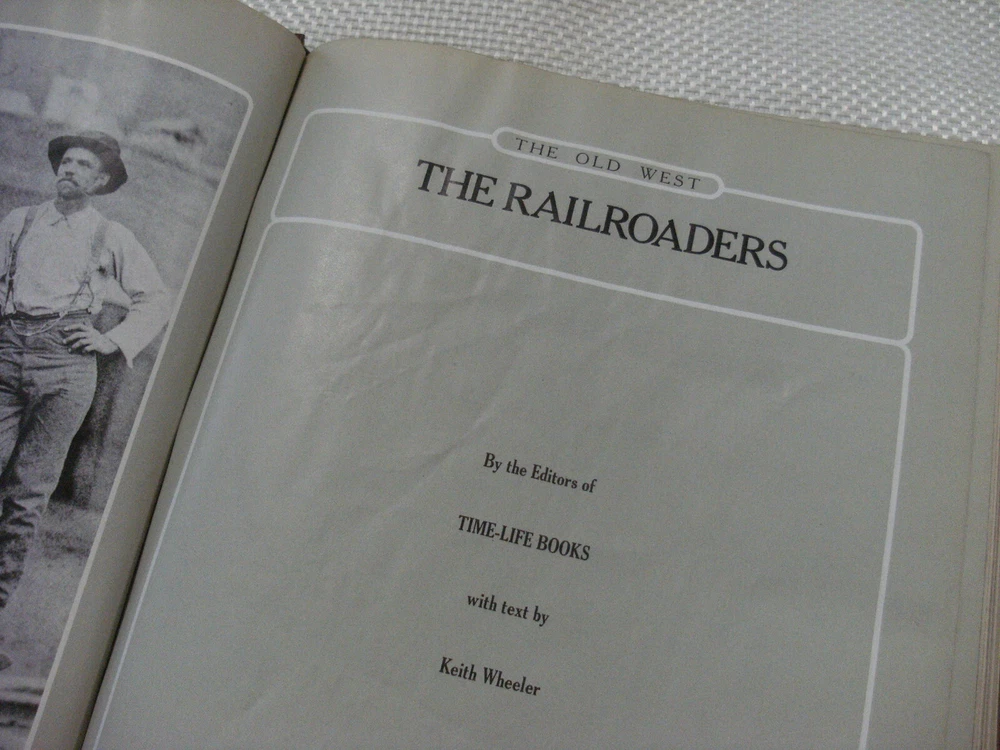 THE OLD WEST
THE RAILROADERS
By the Editors of
TIME-LIFE BOOKS
with text by
Keith Wheeler